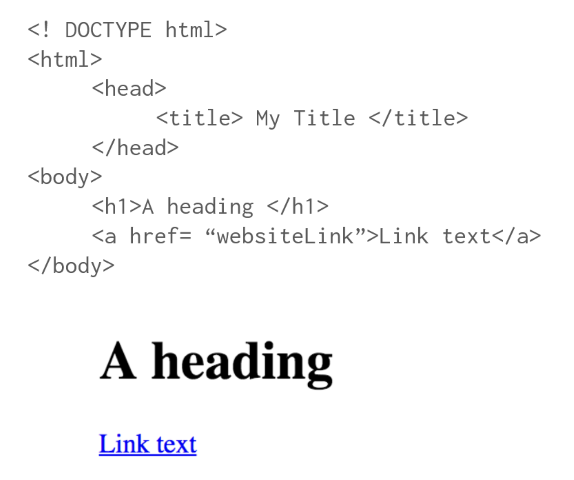 <! DOCTYPE html>
<html>
<head>
<title> My Title </title>
</head>
<body>
<h1>A heading </h1>
<a href= “websiteLink”>Link text</a>
</body>
A heading
Link text